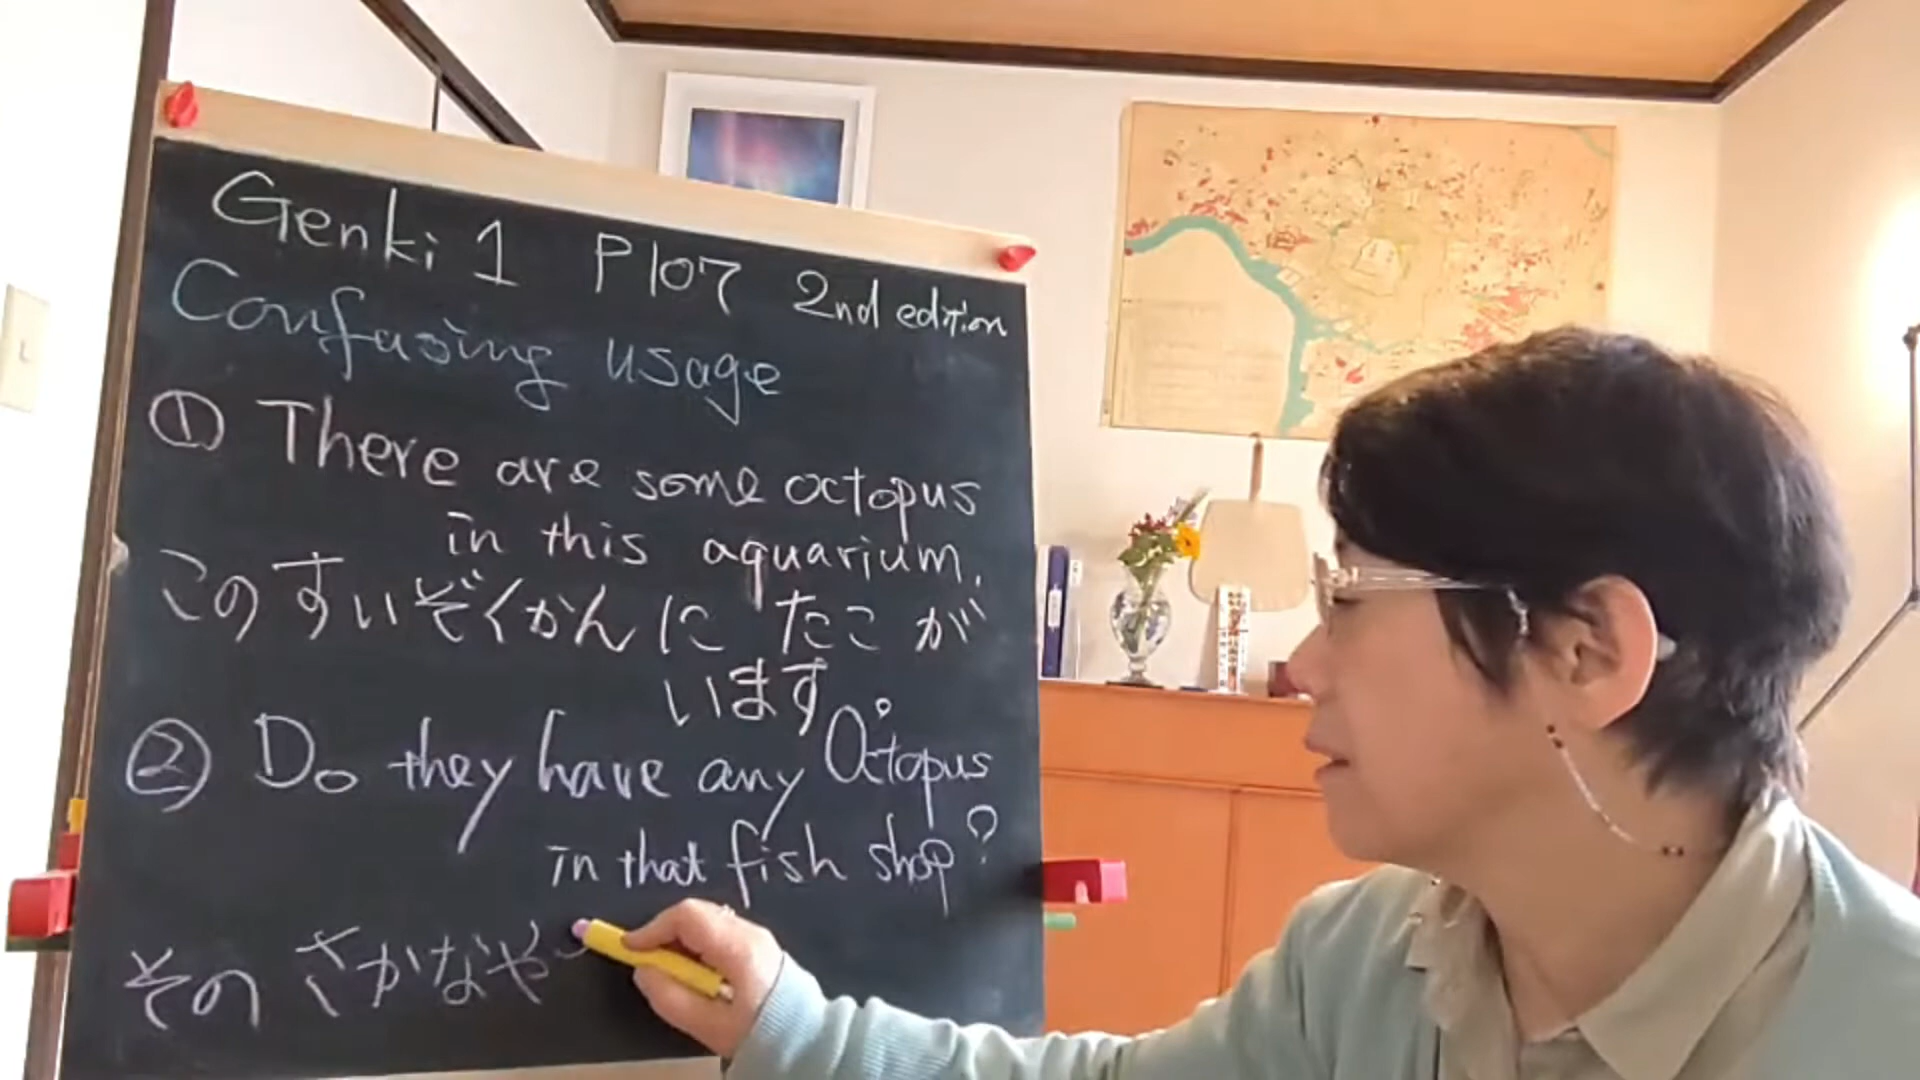 Genki 1 P107 2nd edition
Confusing usage
① There are some octopus
in this aquarium.
このすいぞくかんに たこが
います。
② Do they have any Octopus
in that fish shop?
その さかなや